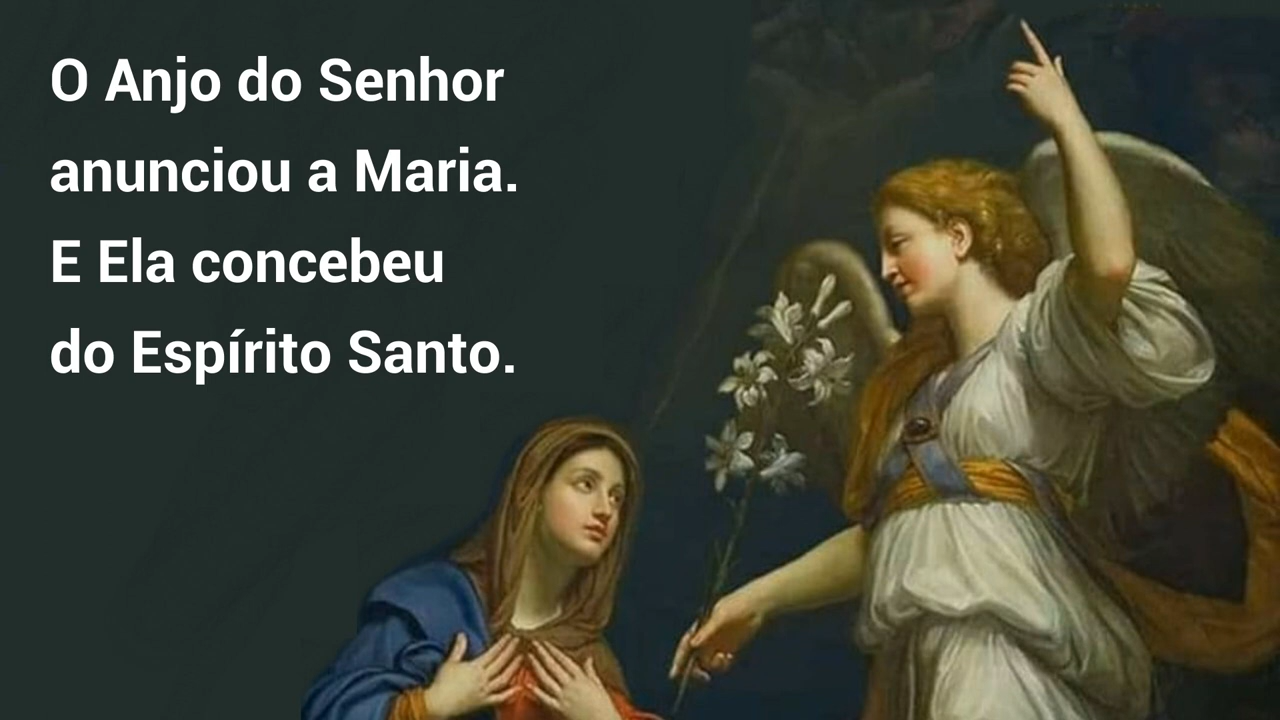 O Anjo do Senhor
anunciou a Maria.
E Ela concebeu
do Espírito Santo.